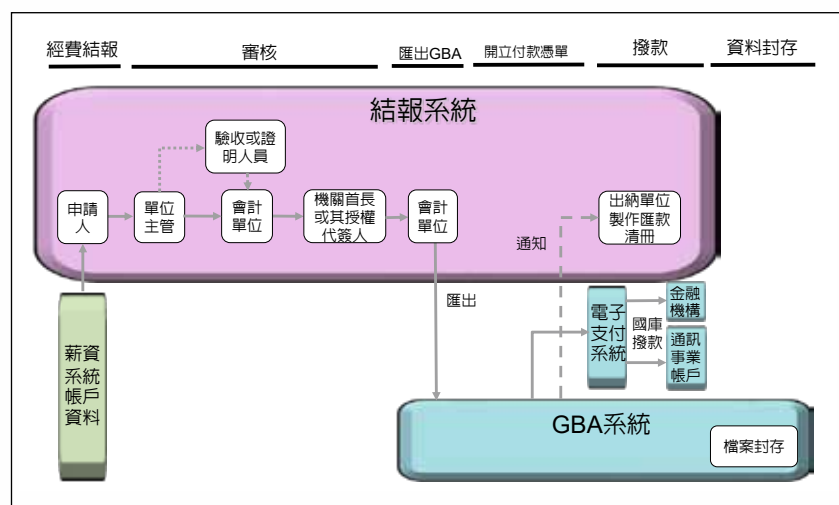 經費結報
審核
匯出GBA
開立付款憑單
撥款
資料封存
結報系統
驗收或證
明人員
申請
人
單位
主管
會計
單位
機關首長
或其授權
代簽人
會計
單位
出納單位
製作匯款
清冊
通知
匯出
薪資
系統
帳戶
資料
電子
支付
系統
國庫
撥款
金融
機構
通訊
事業
帳戶
GBA系統
檔案封存